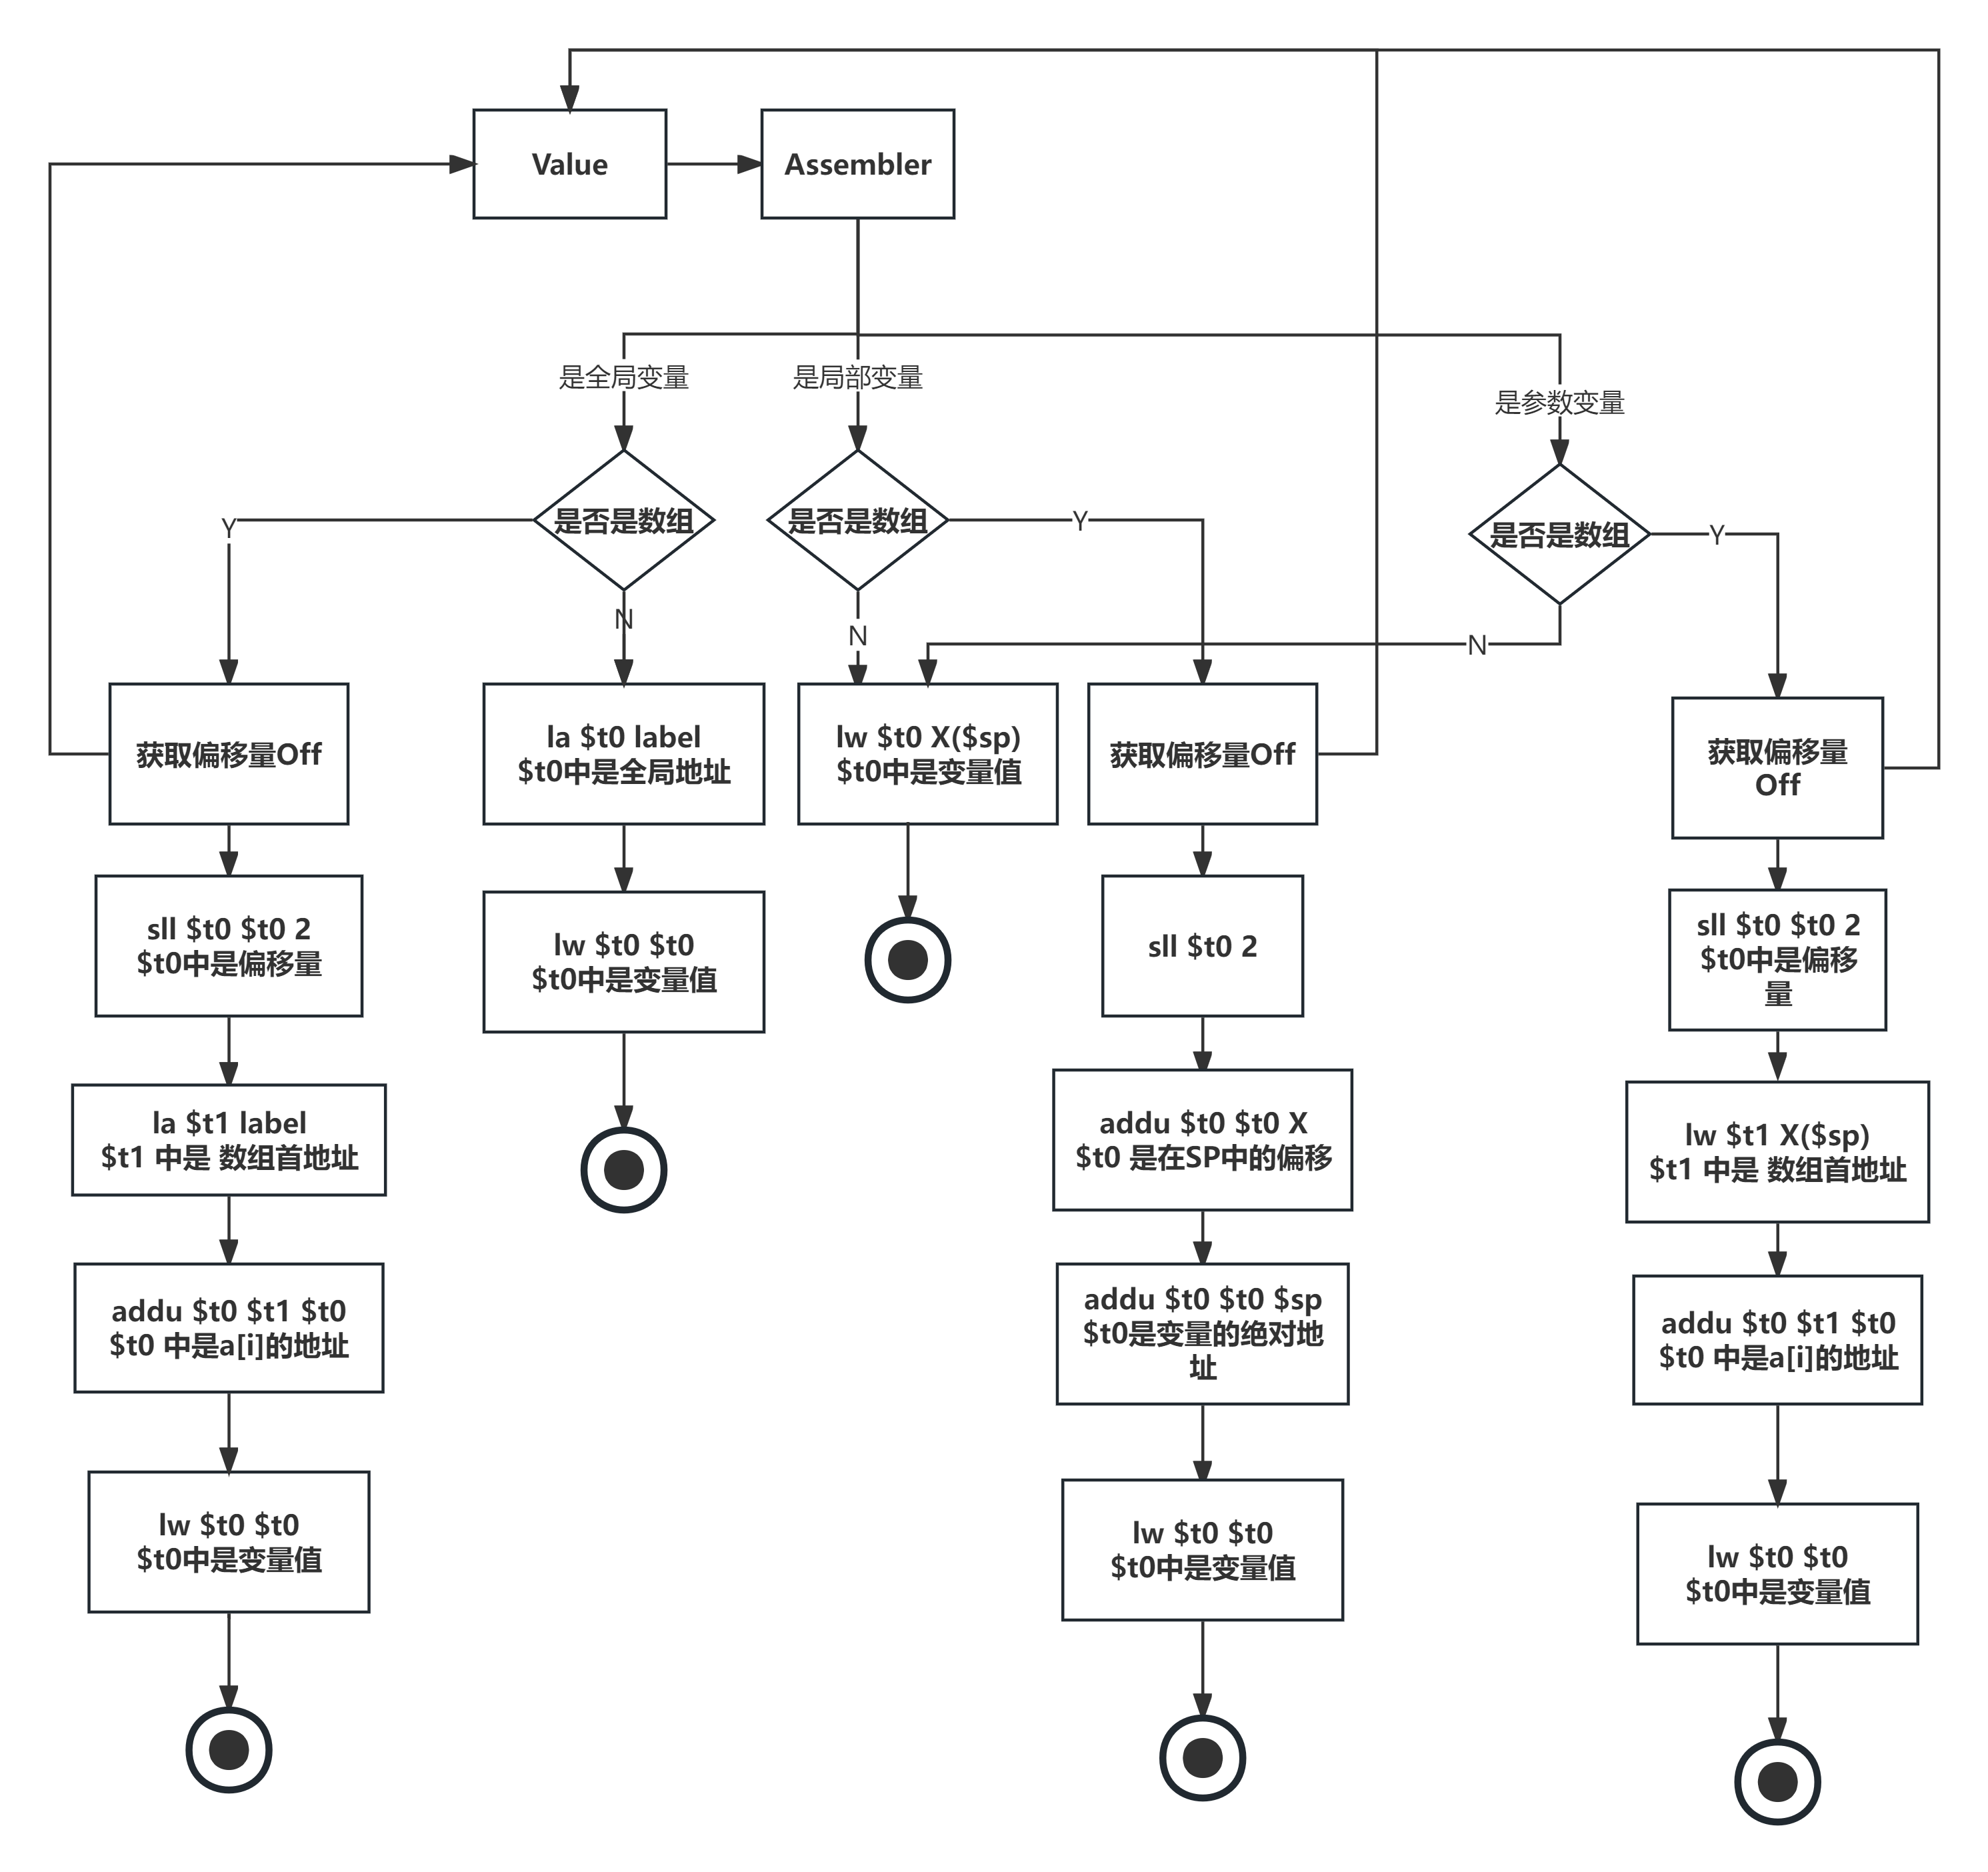 Value
Assembler
是全局变量
是局部变量
是参数变量
是否是数组
是否是数组
是否是数组
Y
Y
Y
N
N
N
获取偏移量Off
la $t0 label
$t0中是全局地址
lw $t0 X($sp)
$t0中是变量值
获取偏移量Off
获取偏移量
Off
sll $t0 $t0 2
$t0中是偏移量
lw $t0 $t0
$t0中是变量值
sll $t0 2
sll $t0 $t0 2
$t0中是偏移
量
la $t1 label
$t1 中是 数组首地址
addu $t0 $t0 X
$t0 是在SP中的偏移
lw $t1 X($sp)
$t1 中是 数组首地址
addu $t0 $t1 $t0
$t0 中是a[i]的地址
addu $t0 $t0 $sp
$t0是变量的绝对地
址
addu $t0 $t1 $t0
$t0 中是a[i]的地址
lw $t0 $t0
$t0中是变量值
lw $t0 $t0
$t0中是变量值
lw $t0 $t0
$t0中是变量值